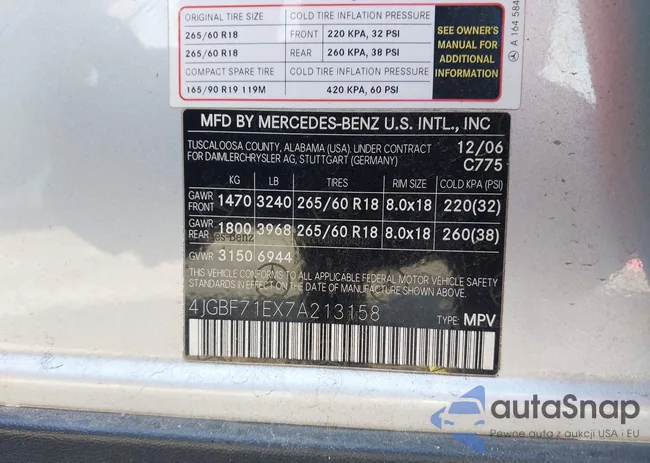 ORIGINAL TIRE SIZE COLD TIRE INFLATION PRESSURE
265/60 R18 FRONT 220 KPA, 32 PSI
265/60 R18 REAR 260 KPA, 38 PSI
COMPACT SPARE TIRE COLD TIRE INFLATION PRESSURE
165/90 R19 119M 420 KPA, 60 PSI
SEE OWNER'S
MANUAL FOR
ADDITIONAL
INFORMATION
A 164 584
MFD BY MERCEDES-BENZ U.S. INTL., INC
TUSCALOOSA COUNTY, ALABAMA (USA), UNDER CONTRACT 12/06
FOR DAIMLERCHRYSLER AG, STUTTGART (GERMANY) C775
KG LB TIRES RIM SIZE COLD KPA (PSI)
GAWR FRONT 1470 3240 265/60 R18 8.0x18 220(32)
GAWR REAR 1800 3968 265/60 R18 8.0x18 260(38)
GVWR 3150 6944
THIS VEHICLE CONFORMS TO ALL APPLICABLE FEDERAL MOTOR VEHICLE SAFETY
STANDARDS IN EFFECT ON THE DATE OF MANUFACTURE SHOWN ABOVE.
4JGBF71EX7A213158
TYPE: MPV
autaSnap
Pewne auta z aukcji USA i EU